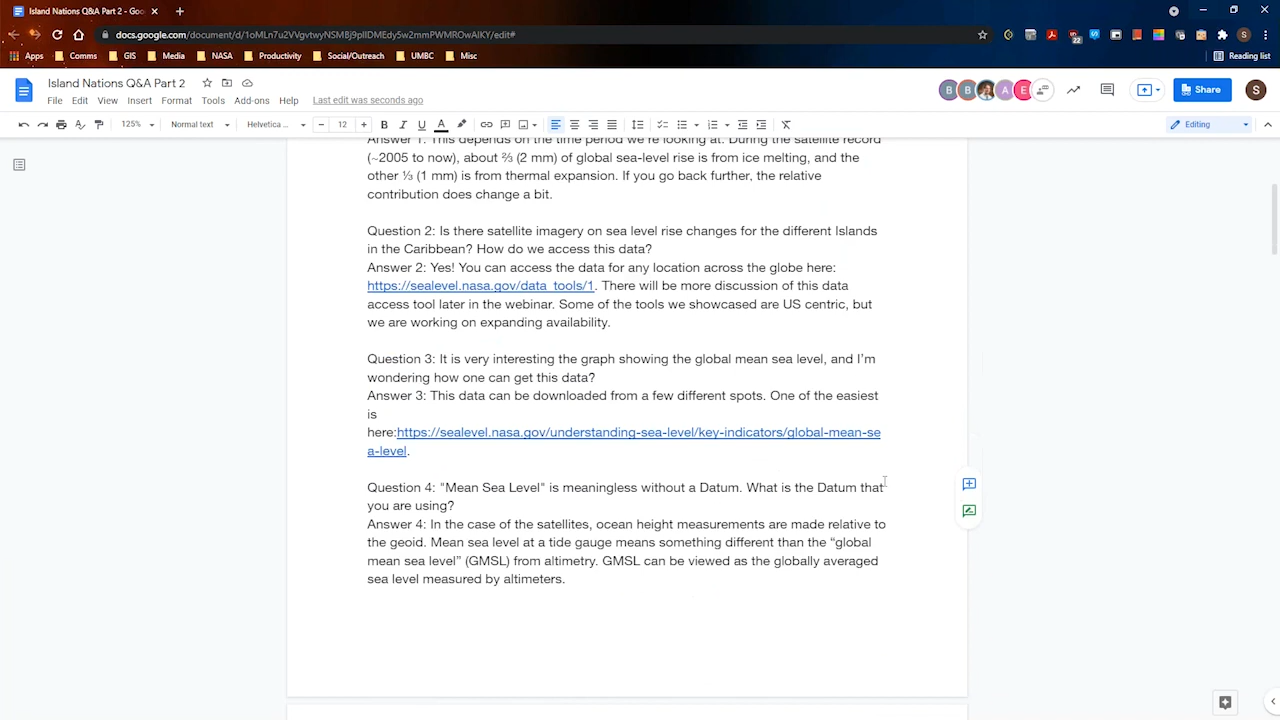 Island Nations Q&A Part 2 - Goo
docs.google.com/document/d/1oMLn7u2VVgvtwyNSMBj9pIIDMEdy5w2mmPWMROwAlKY/edit#
Apps Comms GIS Media NASA Productivity Social/Outreach UMBC Misc Reading list
Island Nations Q&A Part 2
File Edit View Insert Format Tools Add-ons Help Last edit was seconds ago
B B A E Share S
125% Normal text Helvetica ... 12 B I U A Editing
Answer 1: This depends on the time period we're looking at. During the satellite record
(~2005 to now), about ⅔ (2 mm) of global sea-level rise is from ice melting, and the
other ⅓ (1 mm) is from thermal expansion. If you go back further, the relative
contribution does change a bit.
Question 2: Is there satellite imagery on sea level rise changes for the different Islands
in the Caribbean? How do we access this data?
Answer 2: Yes! You can access the data for any location across the globe here:
https://sealevel.nasa.gov/data_tools/1. There will be more discussion of this data
access tool later in the webinar. Some of the tools we showcased are US centric, but
we are working on expanding availability.
Question 3: It is very interesting the graph showing the global mean sea level, and I'm
wondering how one can get this data?
Answer 3: This data can be downloaded from a few different spots. One of the easiest
is
here:https://sealevel.nasa.gov/understanding-sea-level/key-indicators/global-mean-se
a-level.
Question 4: "Mean Sea Level" is meaningless without a Datum. What is the Datum that
you are using?
Answer 4: In the case of the satellites, ocean height measurements are made relative to
the geoid. Mean sea level at a tide gauge means something different than the “global
mean sea level” (GMSL) from altimetry. GMSL can be viewed as the globally averaged
sea level measured by altimeters.